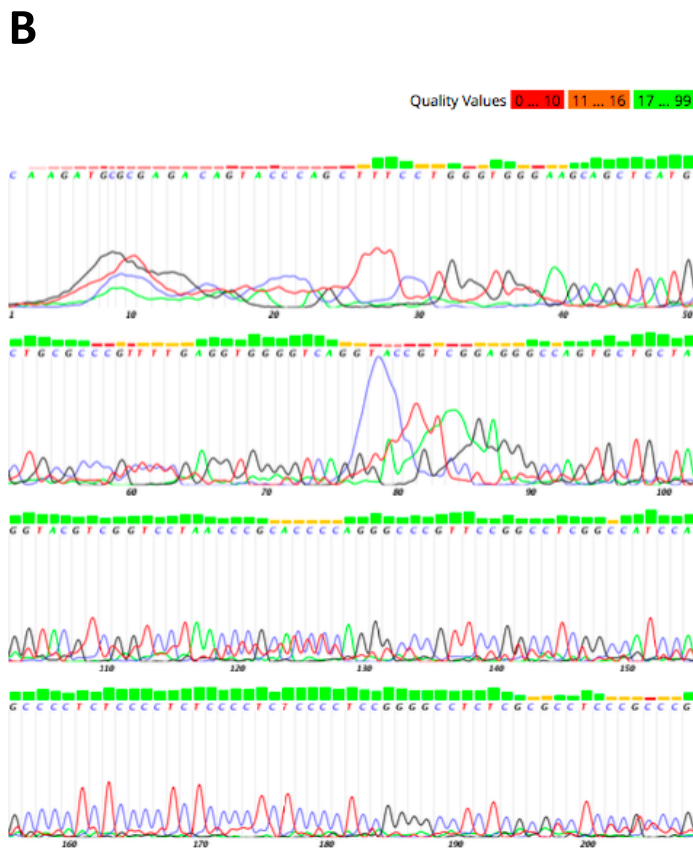 B
Quality Values 0 ... 10 11 ... 16 17 ... 99
C A A G A T G C G C G A G A C A G T A C C C A G C T T T C C T G G G T G G G A A G C A G C T C A T G
1 10 20 30 40 50
C T G C G C C C G T T T T G A G G T G G G G T C A G G T A C C G T C G G A G G G C C A G T G C T G C T A
60 70 80 90 100
G G T A C G T C G G T C C T A A C C C G C A C C C C A G G G C C C G T T C C G G C C T C G G C C A T C C A
110 120 130 140 150
G C C C C T C T C C C C T C T C C C C T C T C C C C T C C G G G G C C T C T C G C G C C T C C C G C C C G
160 170 180 190 200